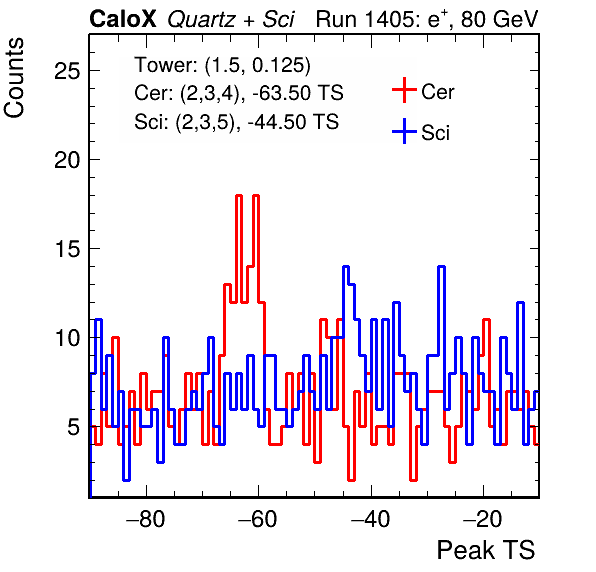 CaloX Quartz + Sci Run 1405: e+, 80 GeV
Counts
Tower: (1.5, 0.125)
Cer: (2,3,4), -63.50 TS
Sci: (2,3,5), -44.50 TS
Cer
Sci
25
20
15
10
5
−80 −60 −40 −20
Peak TS